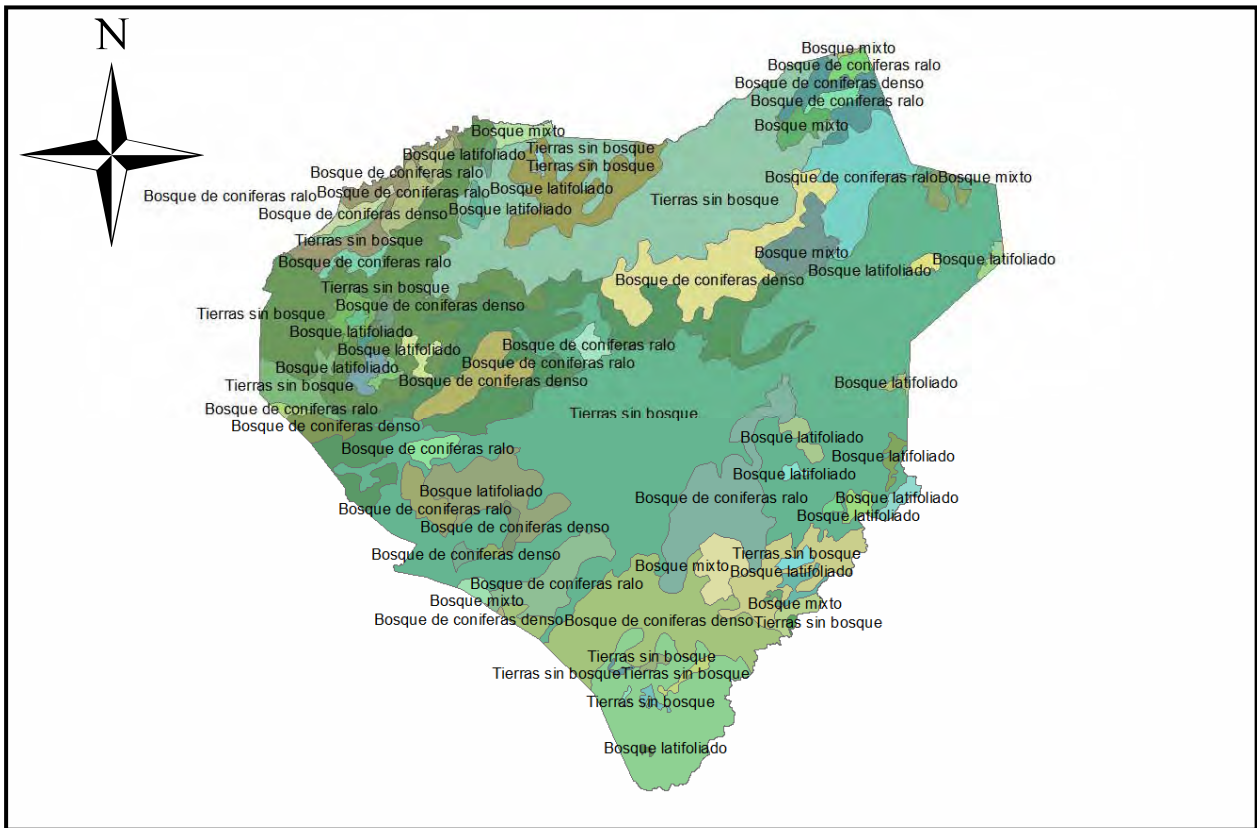 N
Bosque mixto
Bosque de coniferas ralo
Bosque de coniferas denso
Bosque de coniferas ralo
Bosque mixto
Bosque mixto
Tierras sin bosque
Bosque latifoliado
Tierras sin bosque
Bosque de coniferas ralo
Bosque de coniferas ralo Bosque mixto
Bosque latifoliado
Bosque de coniferas ralo
Bosque de coniferas ralo
Tierras sin bosque
Bosque latifoliado
Bosque de coniferas denso
Tierras sin bosque
Bosque mixto
Bosque latifoliado
Bosque de coniferas ralo
Bosque latifoliado
Bosque de coniferas denso
Tierras sin bosque
Bosque de coniferas denso
Tierras sin bosque
Bosque latifoliado
Bosque de coniferas ralo
Bosque latifoliado
Bosque de coniferas ralo
Bosque latifoliado
Bosque de coniferas denso
Bosque latifoliado
Tierras sin bosque
Bosque de coniferas ralo
Tierras sin bosque
Bosque de coniferas denso
Bosque latifoliado
Bosque de coniferas ralo
Bosque latifoliado
Bosque latifoliado
Bosque latifoliado
Bosque de coniferas ralo
Bosque latifoliado
Bosque de coniferas ralo
Bosque latifoliado
Bosque de coniferas denso
Bosque de coniferas denso
Tierras sin bosque
Bosque mixto
Bosque latifoliado
Bosque de coniferas ralo
Bosque mixto
Bosque mixto
Bosque de coniferas denso
Bosque de coniferas denso
Tierras sin bosque
Tierras sin bosque
Tierras sin bosque
Tierras sin bosque
Tierras sin bosque
Bosque latifoliado